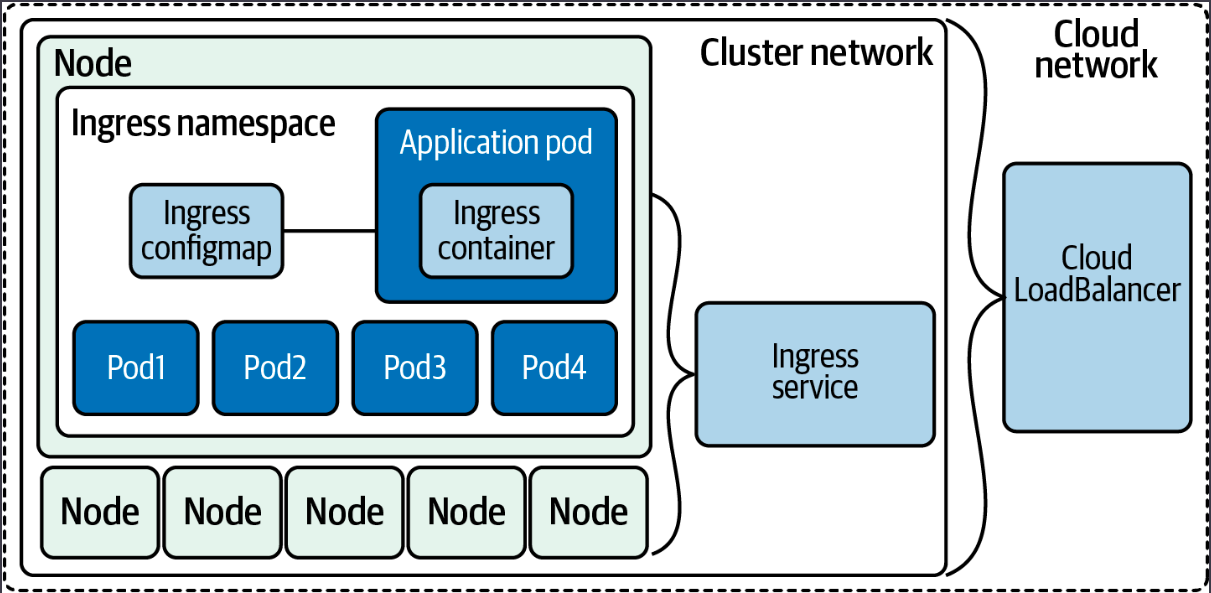 Node
Cluster network
Cloud
network
Ingress namespace
Application pod
Ingress
configmap
Ingress
container
Pod1
Pod2
Pod3
Pod4
Ingress
service
Cloud
LoadBalancer
Node
Node
Node
Node
Node